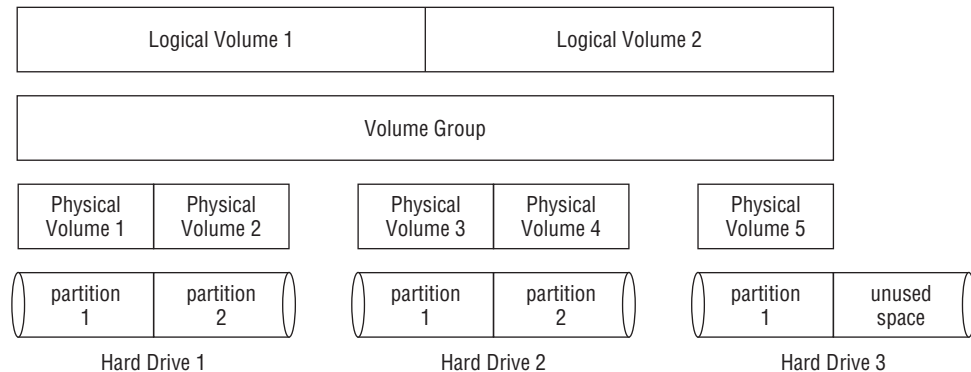 Logical Volume 1
Logical Volume 2
Volume Group
Physical
Volume 1
Physical
Volume 2
Physical
Volume 3
Physical
Volume 4
Physical
Volume 5
partition
1
partition
2
partition
1
partition
2
partition
1
unused
space
Hard Drive 1
Hard Drive 2
Hard Drive 3